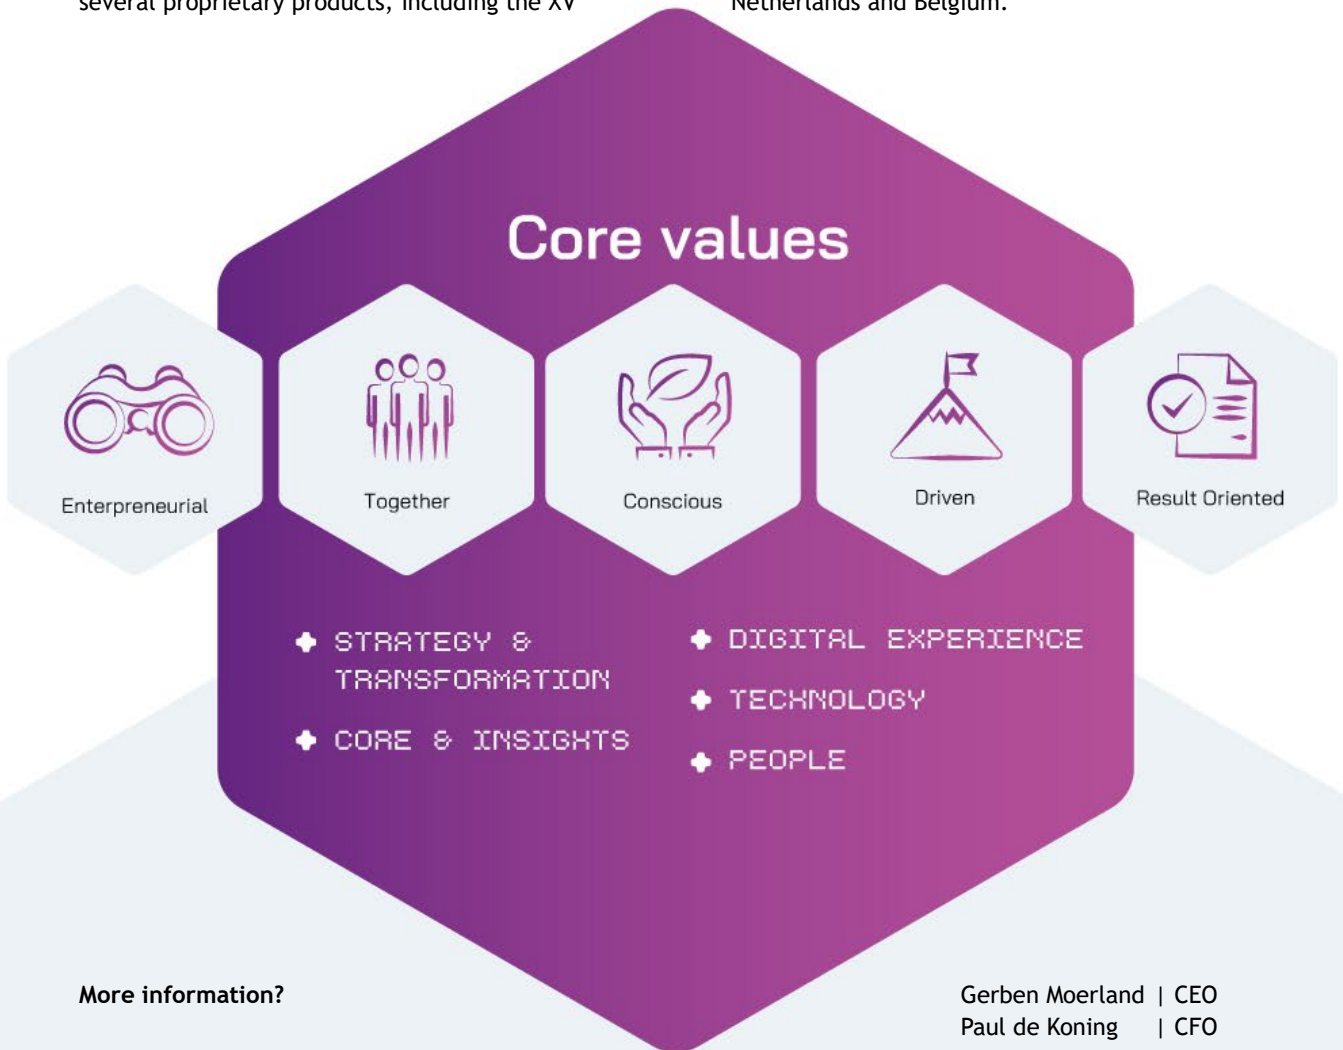 several proprietary products, including the XV
Netherlands and Belgium.
Core values
Enterpreneurial
Together
Conscious
Driven
Result Oriented
STRATEGY &
TRANSFORMATION
CORE & INSIGHTS
DIGITAL EXPERIENCE
TECHNOLOGY
PEOPLE
More information?
Gerben Moerland | CEO
Paul de Koning | CFO